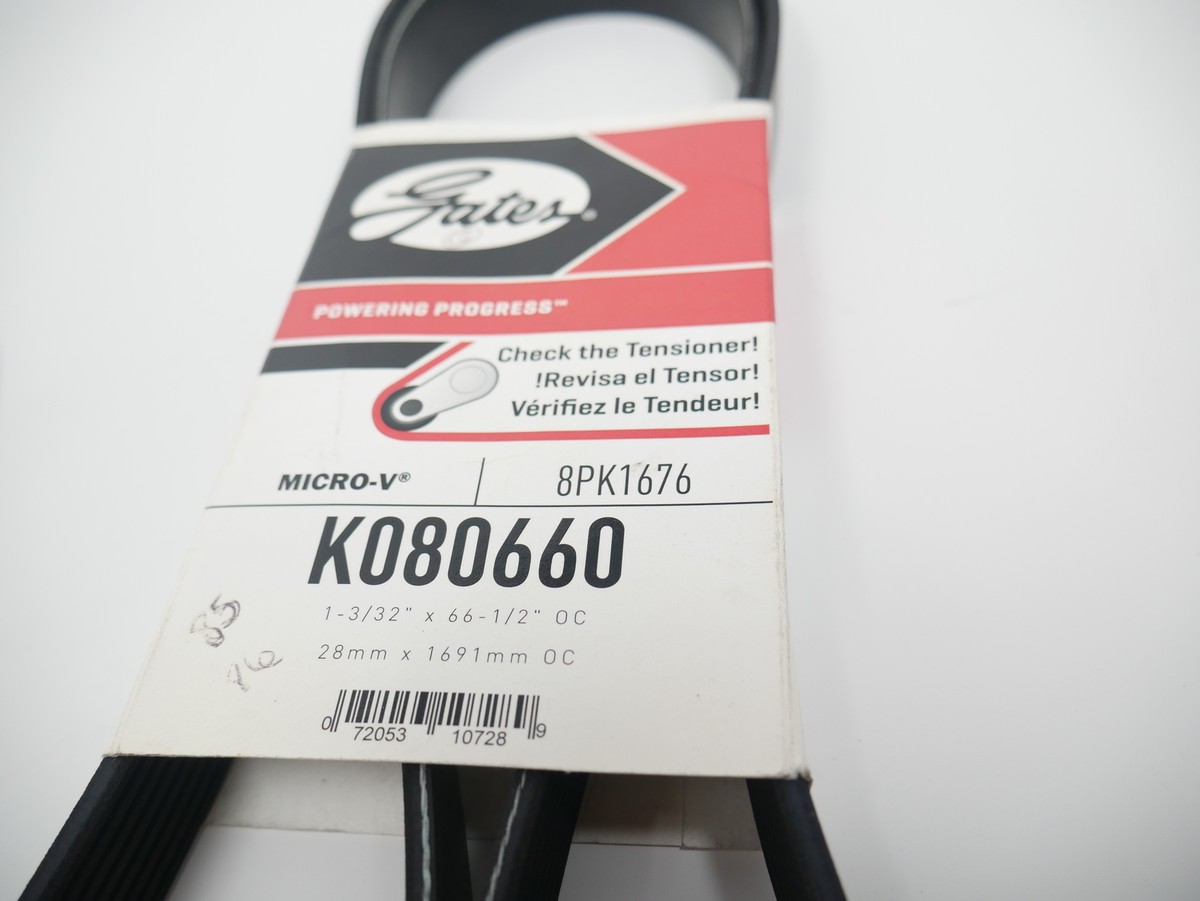 Gates®
POWERING PROGRESS™
Check the Tensioner!
!Revisa el Tensor!
Vérifiez le Tendeur!
MICRO-V® 8PK1676
K080660
1-3/32" x 66-1/2" OC
28mm x 1691mm OC
85
0 72053 10728 9